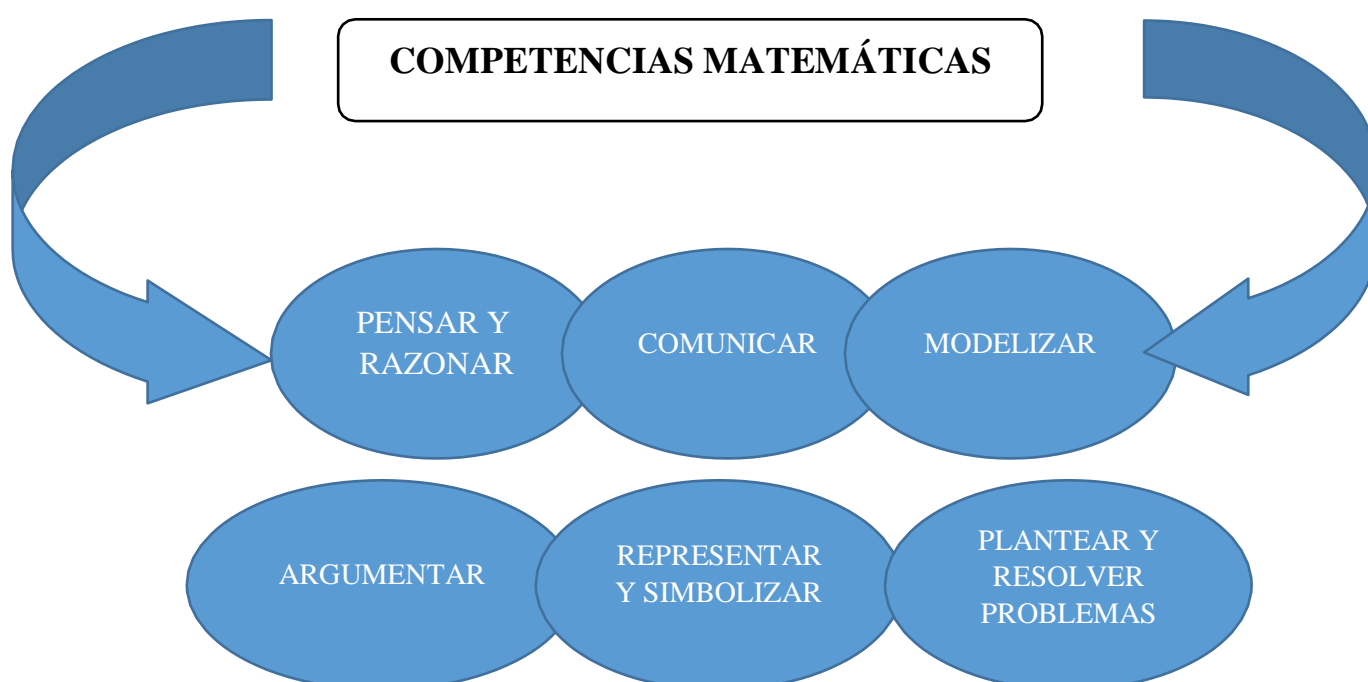 COMPETENCIAS MATEMÁTICAS
PENSAR Y
RAZONAR
COMUNICAR
MODELIZAR
ARGUMENTAR
REPRESENTAR
Y SIMBOLIZAR
PLANTEAR Y
RESOLVER
PROBLEMAS